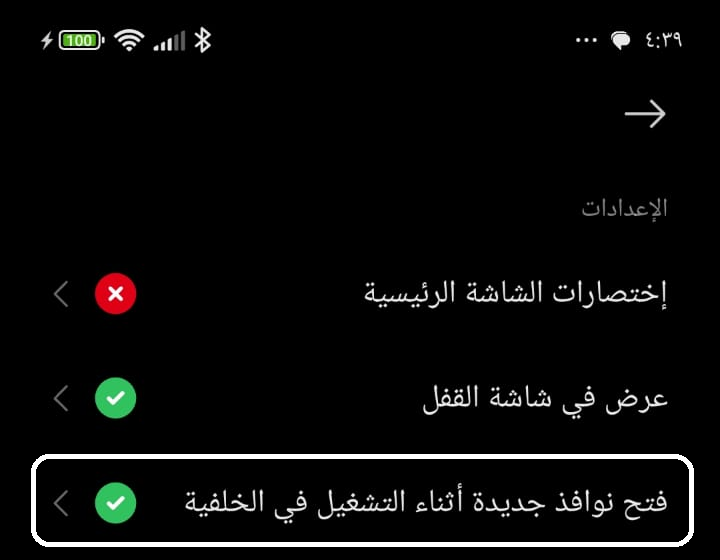 ٤:٣٩ ... 100
الإعدادات
إختصارات الشاشة الرئيسية
عرض في شاشة القفل
فتح نوافذ جديدة أثناء التشغيل في الخلفية